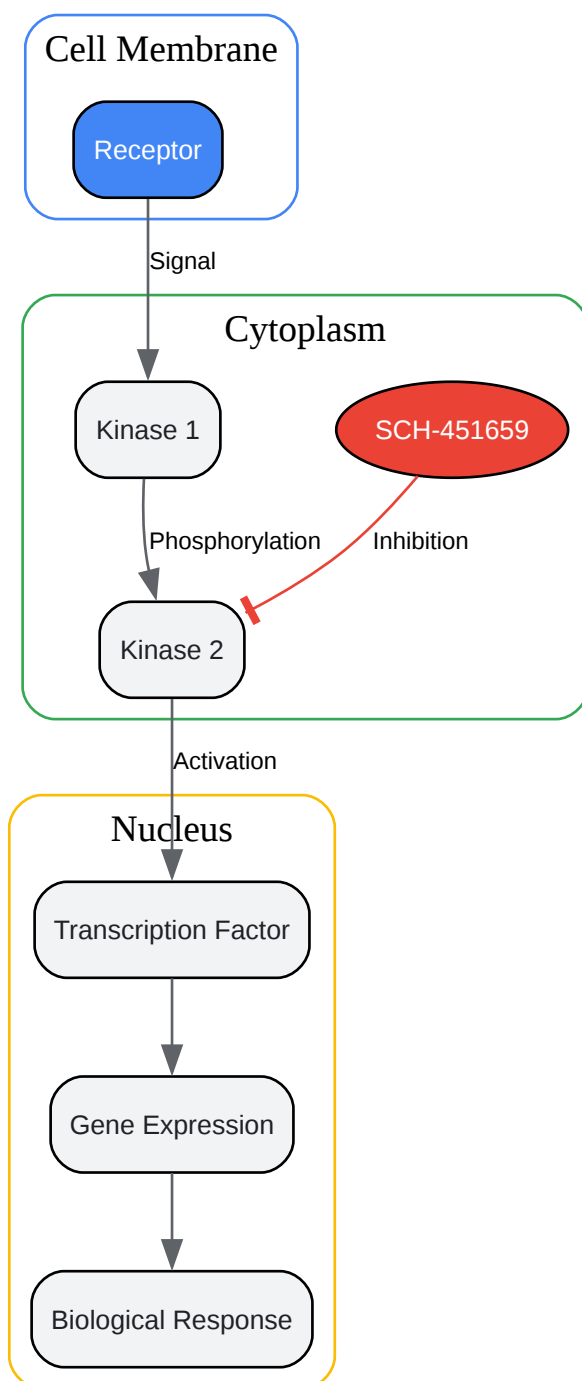 Cell Membrane
Receptor
Signal
Cytoplasm
Kinase 1
SCH-451659
Phosphorylation
Inhibition
Kinase 2
Activation
Nucleus
Transcription Factor
Gene Expression
Biological Response